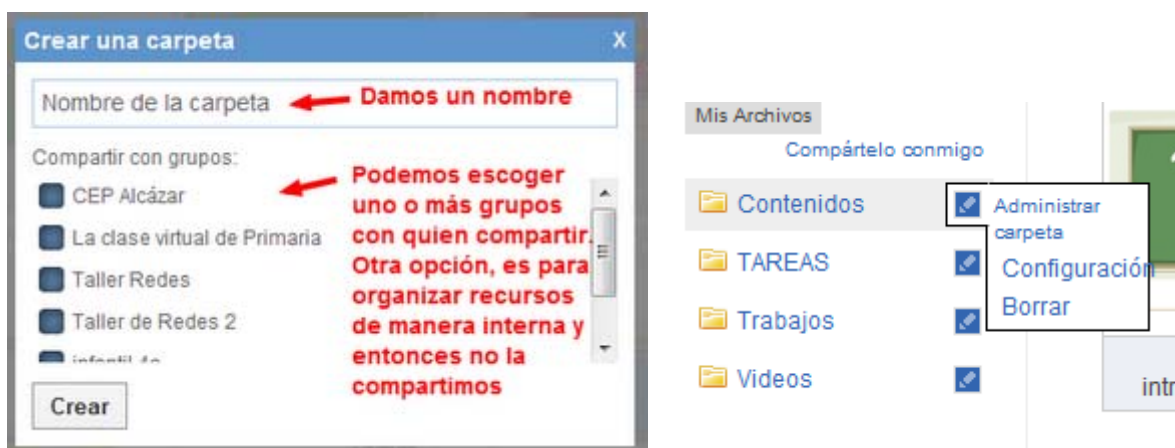 Crear una carpeta X
Nombre de la carpeta
Damos un nombre
Compartir con grupos:
CEP Alcázar
La clase virtual de Primaria
Taller Redes
Taller de Redes 2
Podemos escoger
uno o más grupos
con quien compartir.
Otra opción, es para
organizar recursos
de manera interna y
entonces no la
compartimos
Crear
Mis Archivos
Compártelo conmigo
Contenidos
TAREAS
Trabajos
Videos
Administrar
carpeta
Configuración
Borrar